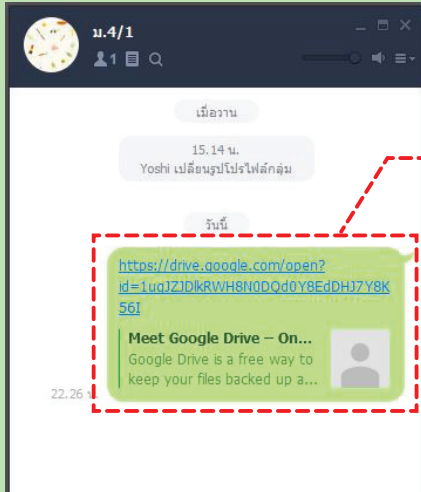 ม.4/1
1
เมื่อวาน
15.14 น.
Yoshi เปลี่ยนรูปโปรไฟล์กลุ่ม
วันนี้
https://drive.google.com/open?
id=1uqJZJDlkRWH8N0DQd0Y8EdDHJ7Y8K
56I
Meet Google Drive – On...
Google Drive is a free way to
keep your files backed up a...
22.26 น.